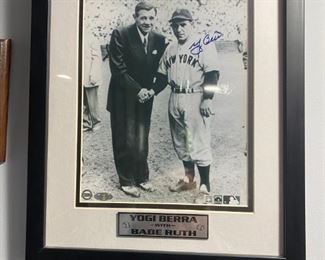 Yogi Berra
NEW YORK
YOGI BERRA
-WITH-
BABE RUTH